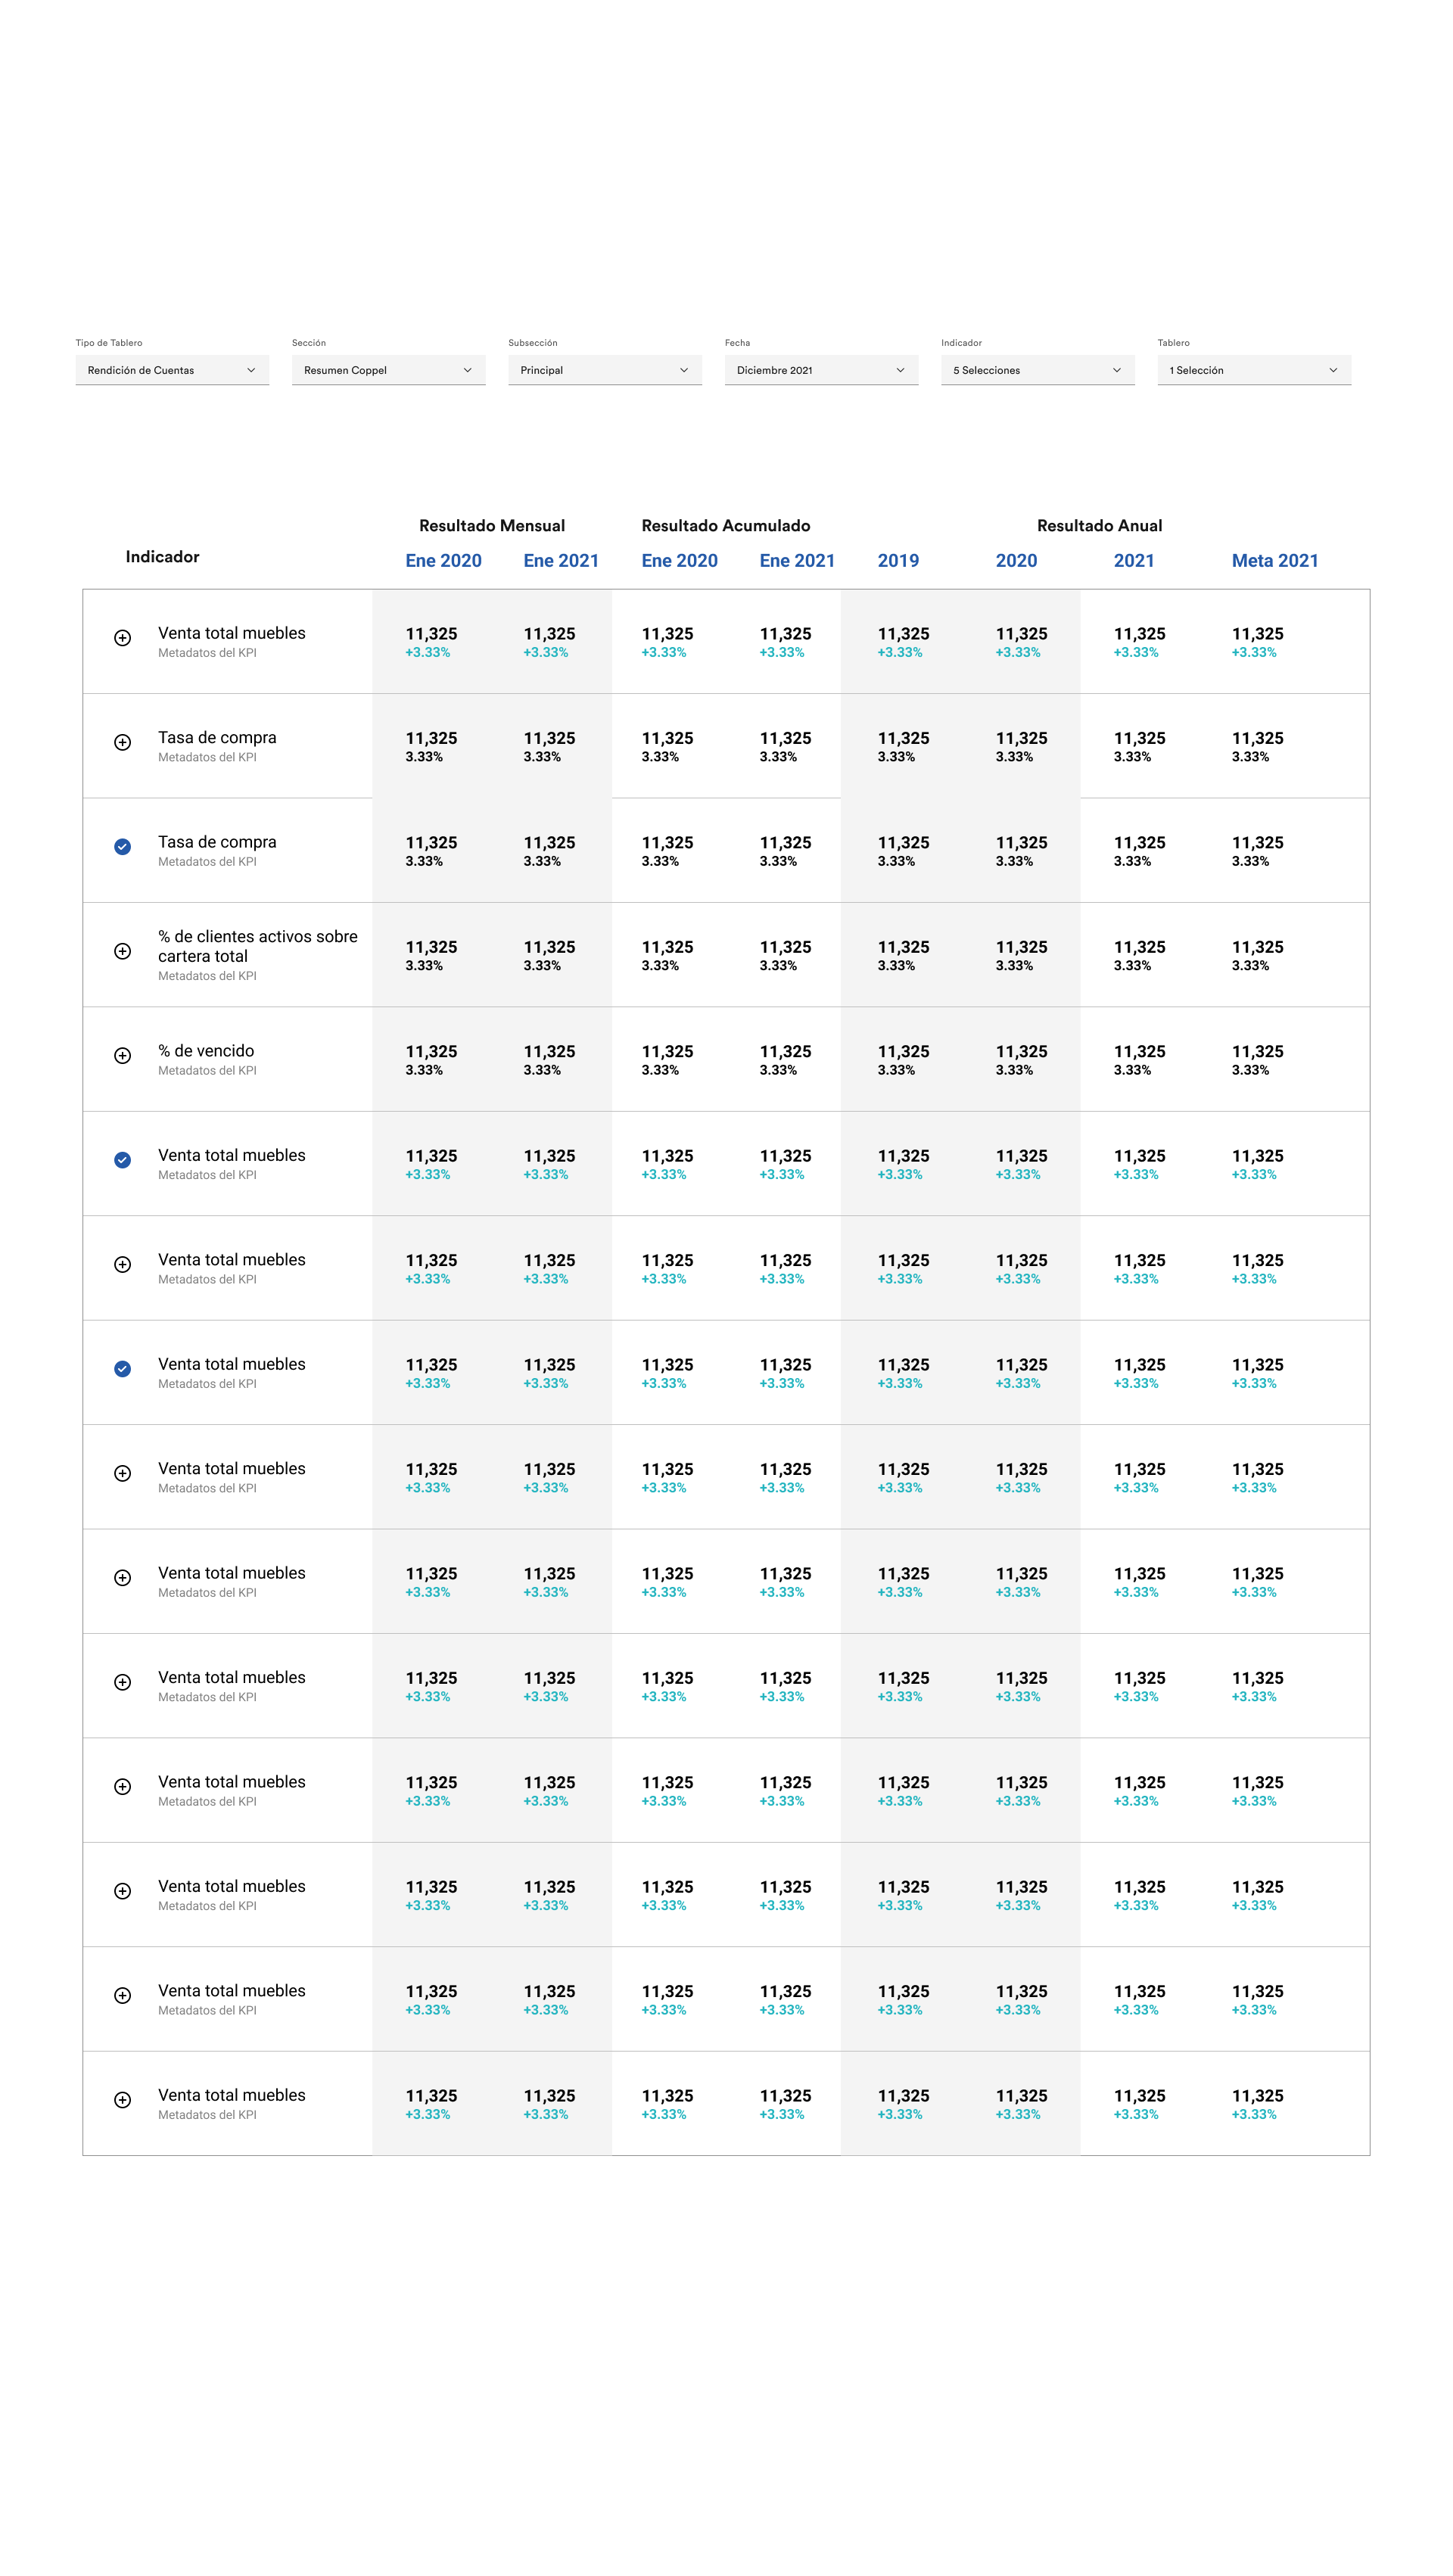 Tipo de Tablero Sección Subsección Fecha Indicador Tablero
Rendición de Cuentas Resumen Coppel Principal Diciembre 2021 5 Selecciones 1 Selección
Resultado Mensual Resultado Acumulado Resultado Anual
Indicador Ene 2020 Ene 2021 Ene 2020 Ene 2021 2019 2020 2021 Meta 2021
Venta total muebles 11,325 11,325 11,325 11,325 11,325 11,325 11,325 11,325
Metadatos del KPI +3.33% +3.33% +3.33% +3.33% +3.33% +3.33% +3.33% +3.33%
Tasa de compra 11,325 11,325 11,325 11,325 11,325 11,325 11,325 11,325
Metadatos del KPI 3.33% 3.33% 3.33% 3.33% 3.33% 3.33% 3.33% 3.33%
Tasa de compra 11,325 11,325 11,325 11,325 11,325 11,325 11,325 11,325
Metadatos del KPI 3.33% 3.33% 3.33% 3.33% 3.33% 3.33% 3.33% 3.33%
% de clientes activos sobre
cartera total 11,325 11,325 11,325 11,325 11,325 11,325 11,325 11,325
Metadatos del KPI 3.33% 3.33% 3.33% 3.33% 3.33% 3.33% 3.33% 3.33%
% de vencido 11,325 11,325 11,325 11,325 11,325 11,325 11,325 11,325
Metadatos del KPI 3.33% 3.33% 3.33% 3.33% 3.33% 3.33% 3.33% 3.33%
Venta total muebles 11,325 11,325 11,325 11,325 11,325 11,325 11,325 11,325
Metadatos del KPI +3.33% +3.33% +3.33% +3.33% +3.33% +3.33% +3.33% +3.33%
Venta total muebles 11,325 11,325 11,325 11,325 11,325 11,325 11,325 11,325
Metadatos del KPI +3.33% +3.33% +3.33% +3.33% +3.33% +3.33% +3.33% +3.33%
Venta total muebles 11,325 11,325 11,325 11,325 11,325 11,325 11,325 11,325
Metadatos del KPI +3.33% +3.33% +3.33% +3.33% +3.33% +3.33% +3.33% +3.33%
Venta total muebles 11,325 11,325 11,325 11,325 11,325 11,325 11,325 11,325
Metadatos del KPI +3.33% +3.33% +3.33% +3.33% +3.33% +3.33% +3.33% +3.33%
Venta total muebles 11,325 11,325 11,325 11,325 11,325 11,325 11,325 11,325
Metadatos del KPI +3.33% +3.33% +3.33% +3.33% +3.33% +3.33% +3.33% +3.33%
Venta total muebles 11,325 11,325 11,325 11,325 11,325 11,325 11,325 11,325
Metadatos del KPI +3.33% +3.33% +3.33% +3.33% +3.33% +3.33% +3.33% +3.33%
Venta total muebles 11,325 11,325 11,325 11,325 11,325 11,325 11,325 11,325
Metadatos del KPI +3.33% +3.33% +3.33% +3.33% +3.33% +3.33% +3.33% +3.33%
Venta total muebles 11,325 11,325 11,325 11,325 11,325 11,325 11,325 11,325
Metadatos del KPI +3.33% +3.33% +3.33% +3.33% +3.33% +3.33% +3.33% +3.33%
Venta total muebles 11,325 11,325 11,325 11,325 11,325 11,325 11,325 11,325
Metadatos del KPI +3.33% +3.33% +3.33% +3.33% +3.33% +3.33% +3.33% +3.33%
Venta total muebles 11,325 11,325 11,325 11,325 11,325 11,325 11,325 11,325
Metadatos del KPI +3.33% +3.33% +3.33% +3.33% +3.33% +3.33% +3.33% +3.33%